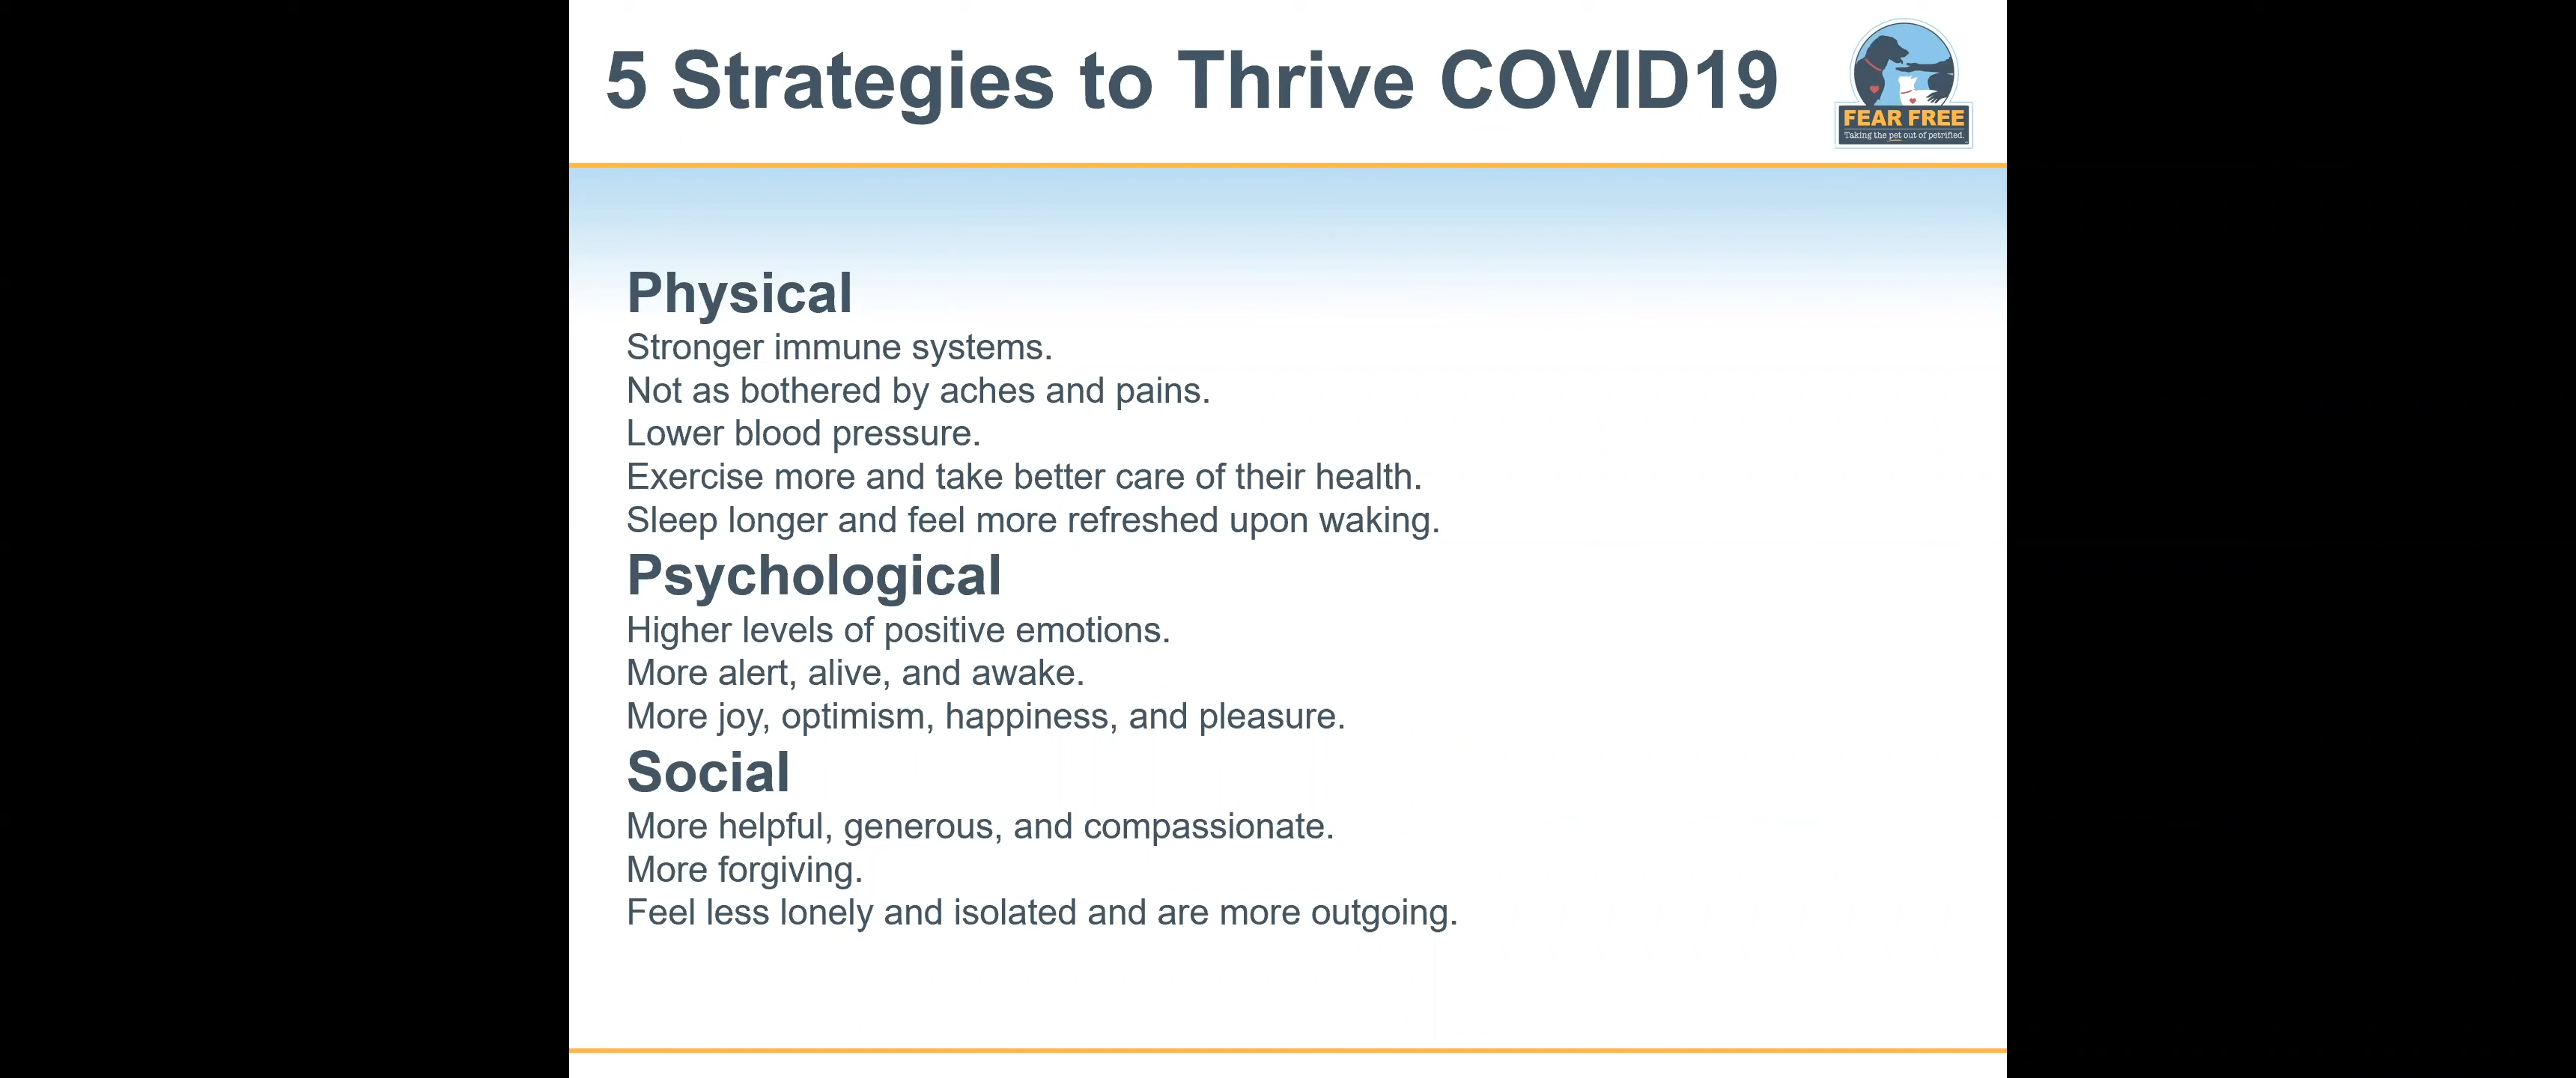 5 Strategies to Thrive COVID19
FEAR FREE
Taking the pet out of petrified.
Physical
Stronger immune systems.
Not as bothered by aches and pains.
Lower blood pressure.
Exercise more and take better care of their health.
Sleep longer and feel more refreshed upon waking.
Psychological
Higher levels of positive emotions.
More alert, alive, and awake.
More joy, optimism, happiness, and pleasure.
Social
More helpful, generous, and compassionate.
More forgiving.
Feel less lonely and isolated and are more outgoing.